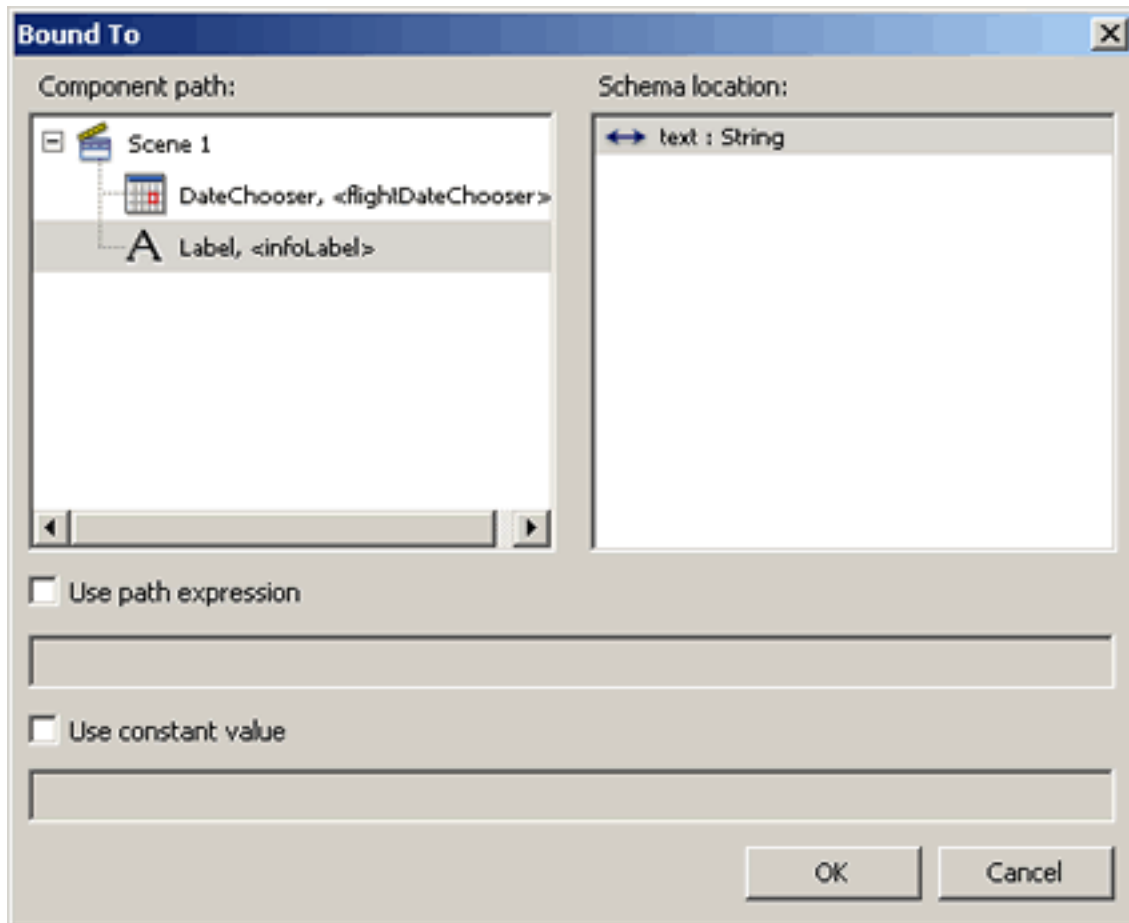 Bound To
Component path:
Schema location:
Scene 1
DateChooser, <flightDateChooser>
Label, <infoLabel>
text : String
Use path expression
Use constant value
OK
Cancel